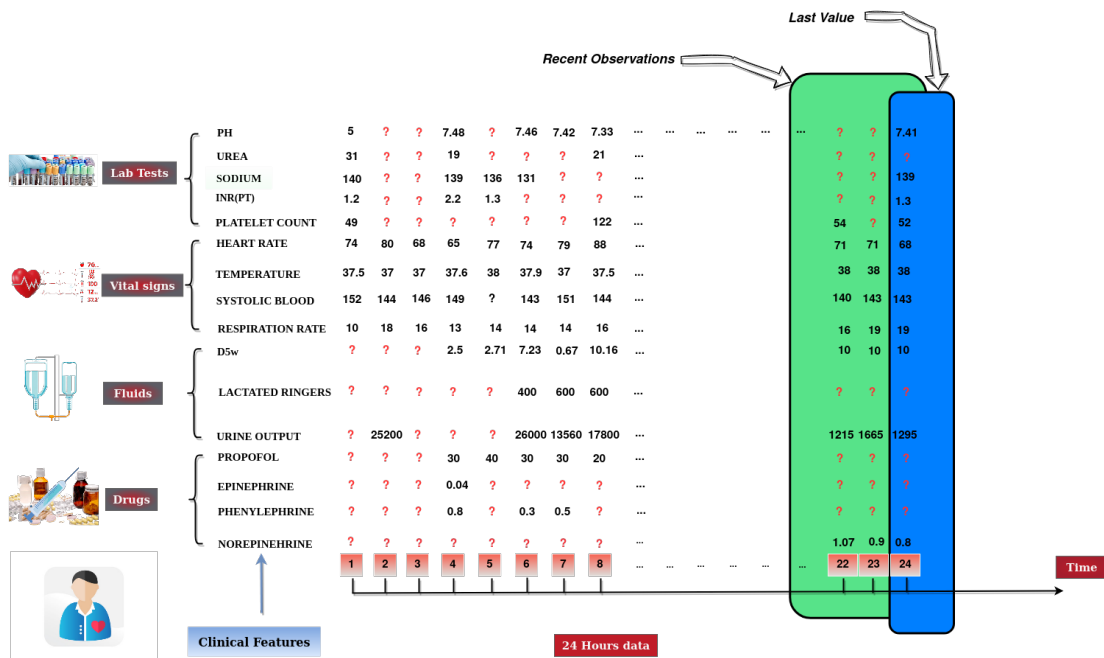 Last Value
Recent Observations
PH 5 ? ? 7.48 ? 7.46 7.42 7.33 ... ... ... ... ... ... ? ? 7.41
UREA 31 ? ? 19 ? ? ? 21 ... ? ? ?
Lab Tests
SODIUM 140 ? ? 139 136 131 ? ? ... ? ? 139
INR(PT) 1.2 ? ? 2.2 1.3 ? ? ? ... ? ? 1.3
PLATELET COUNT 49 ? ? ? ? ? ? 122 ... 54 ? 52
HEART RATE 74 80 68 65 77 74 79 88 ... 71 71 68
TEMPERATURE 37.5 37 37 37.6 38 37.9 37 37.5 ... 38 38 38
Vital signs
SYSTOLIC BLOOD 152 144 146 149 ? 143 151 144 ... 140 143 143
RESPIRATION RATE 10 18 16 13 14 14 14 16 ... 16 19 19
D5w ? ? ? 2.5 2.71 7.23 0.67 10.16 ... 10 10 10
Fluids
LACTATED RINGERS ? ? ? ? ? 400 600 600 ... ? ? ?
URINE OUTPUT ? 25200 ? ? ? 26000 13560 17800 ... 1215 1665 1295
PROPOFOL ? ? ? 30 40 30 30 20 ... ? ? ?
EPINEPHRINE ? ? ? 0.04 ? ? ? ? ... ? ? ?
Drugs
PHENYLEPHRINE ? ? ? 0.8 ? 0.3 0.5 ? ... ? ? ?
NOREPINEHRINE ? ? ? ? ? ? ? ? ... 1.07 0.9 0.8
1 2 3 4 5 6 7 8 ... ... ... ... ... ... 22 23 24
Time
Clinical Features
24 Hours data